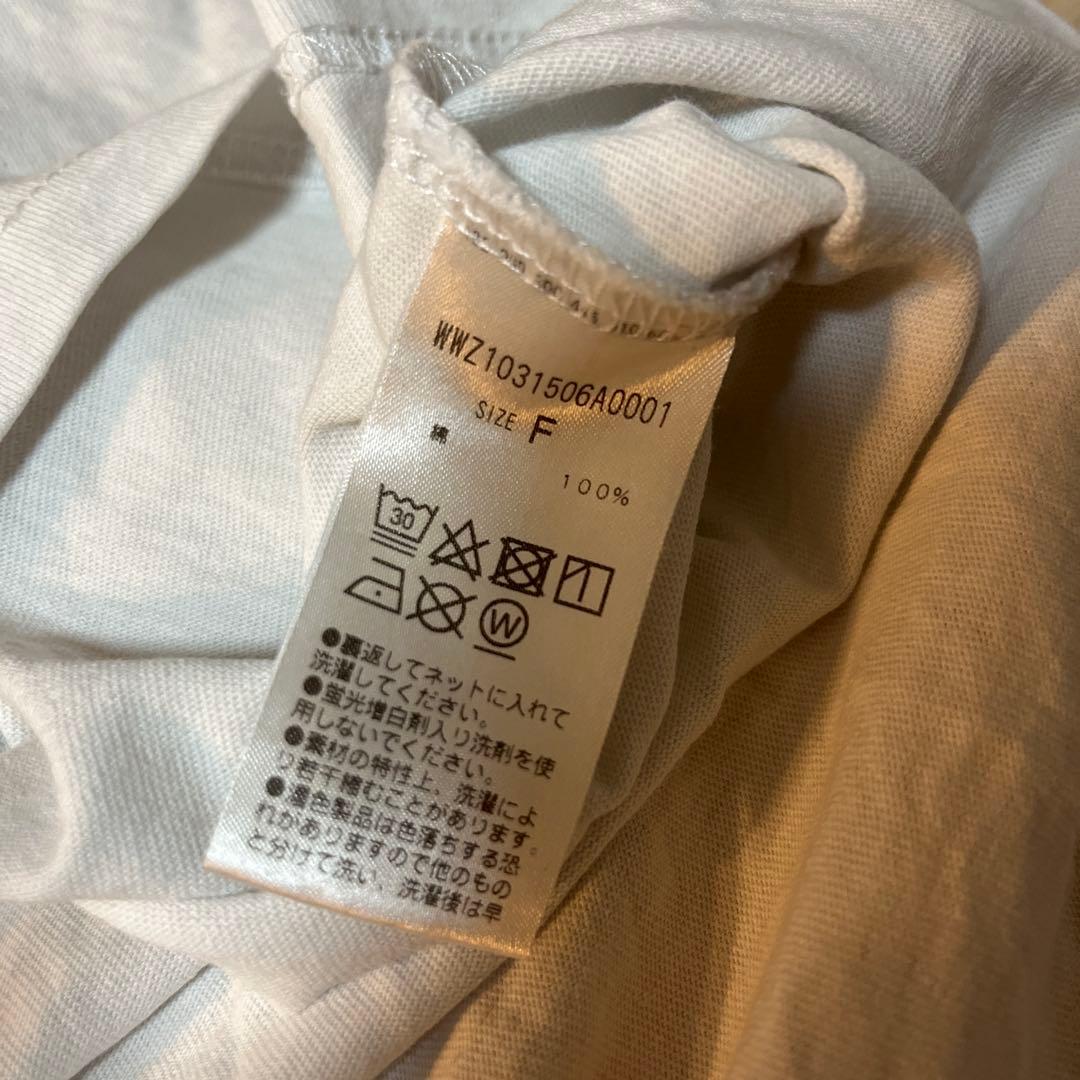 WWZ1031506A0001
SIZE F
綿 100%
30
W
●裏返してネットに入れて
洗濯してください。
●蛍光増白剤入り洗剤を使
用しないでください。
●素材の特性上、洗濯によ
り若干縮むことがあります。
●濃色製品は色落ちする恐
れがありますので他のもの
と分けて洗い、洗濯後は早